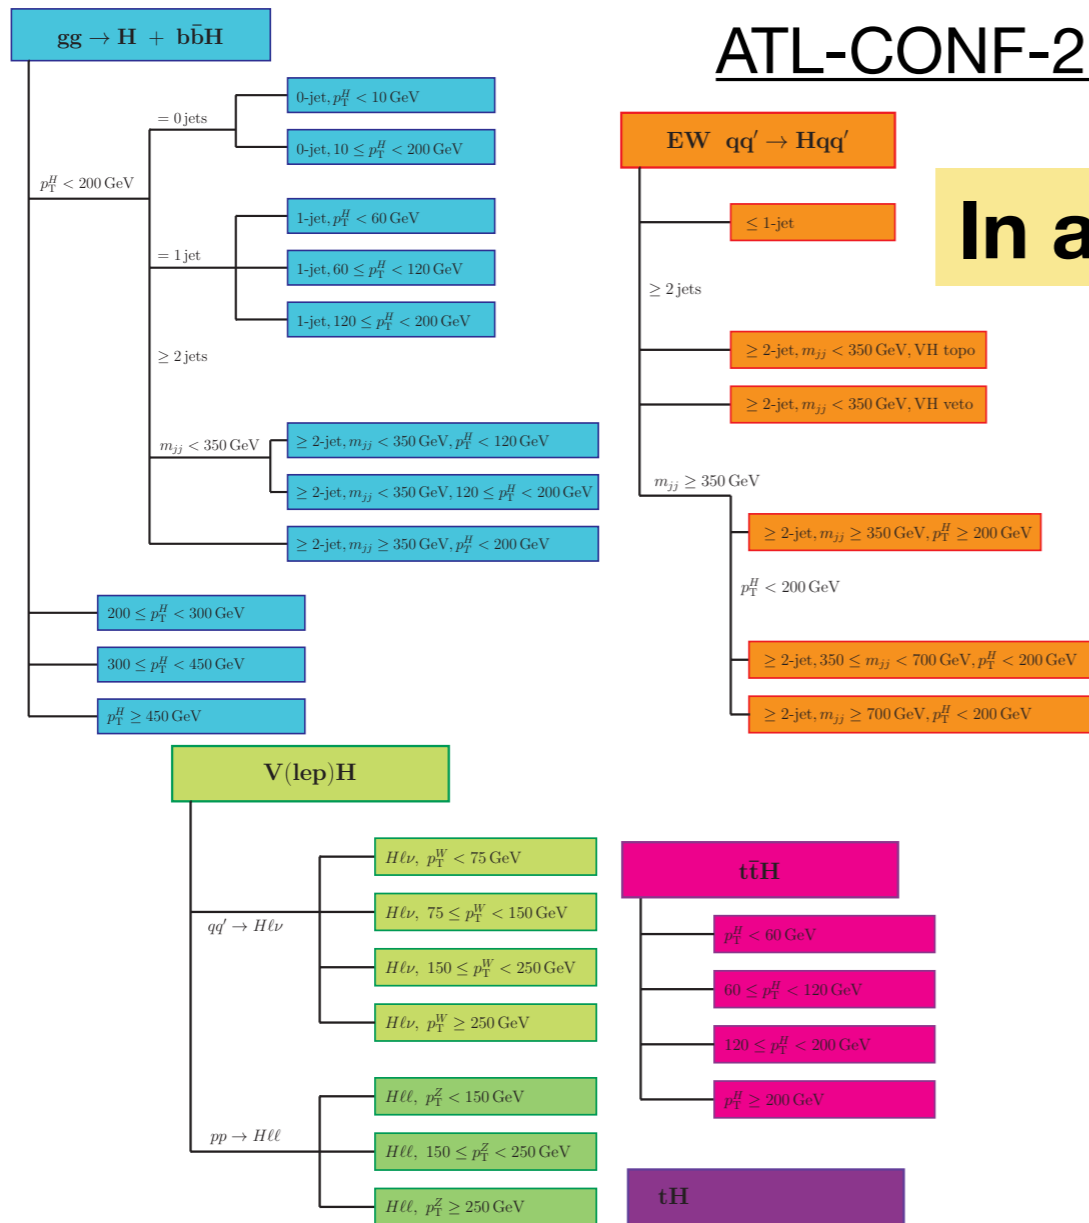 gg → H + bb̄H
= 0 jets
0-jet, p_T^H < 10 GeV
0-jet, 10 ≤ p_T^H < 200 GeV
p_T^H < 200 GeV
= 1 jet
1-jet, p_T^H < 60 GeV
1-jet, 60 ≤ p_T^H < 120 GeV
1-jet, 120 ≤ p_T^H < 200 GeV
≥ 2 jets
m_jj < 350 GeV
≥ 2-jet, m_jj < 350 GeV, p_T^H < 120 GeV
≥ 2-jet, m_jj < 350 GeV, 120 ≤ p_T^H < 200 GeV
≥ 2-jet, m_jj ≥ 350 GeV, p_T^H < 200 GeV
200 ≤ p_T^H < 300 GeV
300 ≤ p_T^H < 450 GeV
p_T^H ≥ 450 GeV
ATL-CONF-2
EW qq′ → Hqq′
In a
≤ 1-jet
≥ 2 jets
≥ 2-jet, m_jj < 350 GeV, VH topo
≥ 2-jet, m_jj < 350 GeV, VH veto
m_jj ≥ 350 GeV
≥ 2-jet, m_jj ≥ 350 GeV, p_T^H ≥ 200 GeV
p_T^H < 200 GeV
≥ 2-jet, 350 ≤ m_jj < 700 GeV, p_T^H < 200 GeV
≥ 2-jet, m_jj ≥ 700 GeV, p_T^H < 200 GeV
V(lep)H
qq′ → Hℓν
Hℓν, p_T^W < 75 GeV
Hℓν, 75 ≤ p_T^W < 150 GeV
Hℓν, 150 ≤ p_T^W < 250 GeV
Hℓν, p_T^W ≥ 250 GeV
pp → Hℓℓ
Hℓℓ, p_T^Z < 150 GeV
Hℓℓ, 150 ≤ p_T^Z < 250 GeV
Hℓℓ, p_T^Z ≥ 250 GeV
tt̄H
p_T^H < 60 GeV
60 ≤ p_T^H < 120 GeV
120 ≤ p_T^H < 200 GeV
p_T^H ≥ 200 GeV
tH